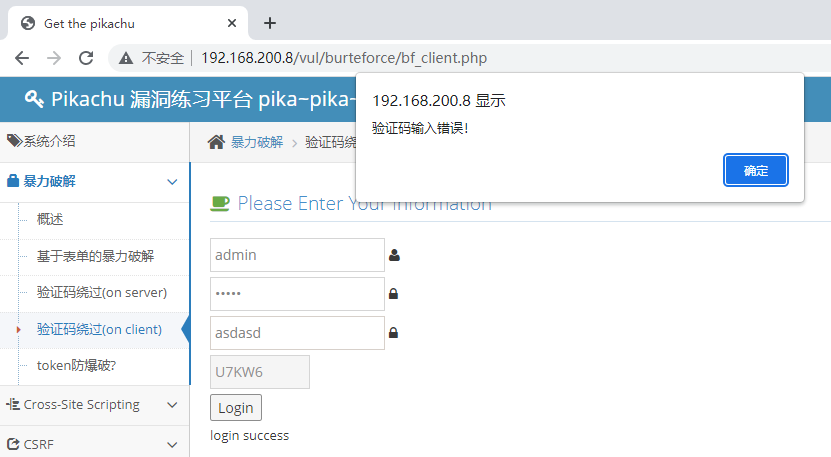 Get the pikachu
不安全 192.168.200.8/vul/burteforce/bf_client.php
Pikachu 漏洞练习平台 pika~pika~
192.168.200.8 显示
验证码输入错误！
确定
系统介绍
暴力破解
概述
基于表单的暴力破解
验证码绕过(on server)
验证码绕过(on client)
token防爆破?
Cross-Site Scripting
CSRF
暴力破解 › 验证码绕
Please Enter Your Information
admin
•••••
asdasd
U7KW6
Login
login success